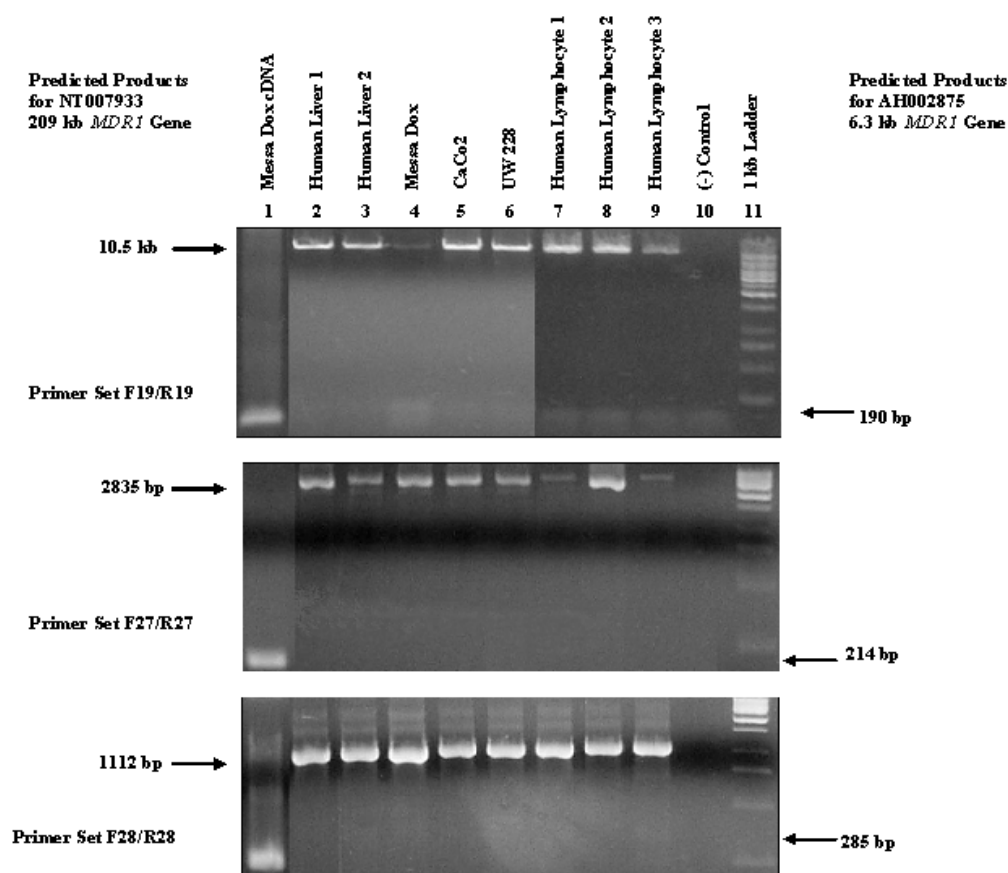 Predicted Products
for NT007933
209 kb MDR1 Gene
Messa Dox cDNA
Human Liver 1
Human Liver 2
Messa Dox
CaCo2
UW 228
Human Lymphocyte 1
Human Lymphocyte 2
Human Lymphocyte 3
(-) Control
1 kb Ladder
Predicted Products
for AH002875
6.3 kb MDR1 Gene
1 2 3 4 5 6 7 8 9 10 11
10.5 kb
Primer Set F19/R19
190 bp
2835 bp
Primer Set F27/R27
214 bp
1112 bp
Primer Set F28/R28
285 bp